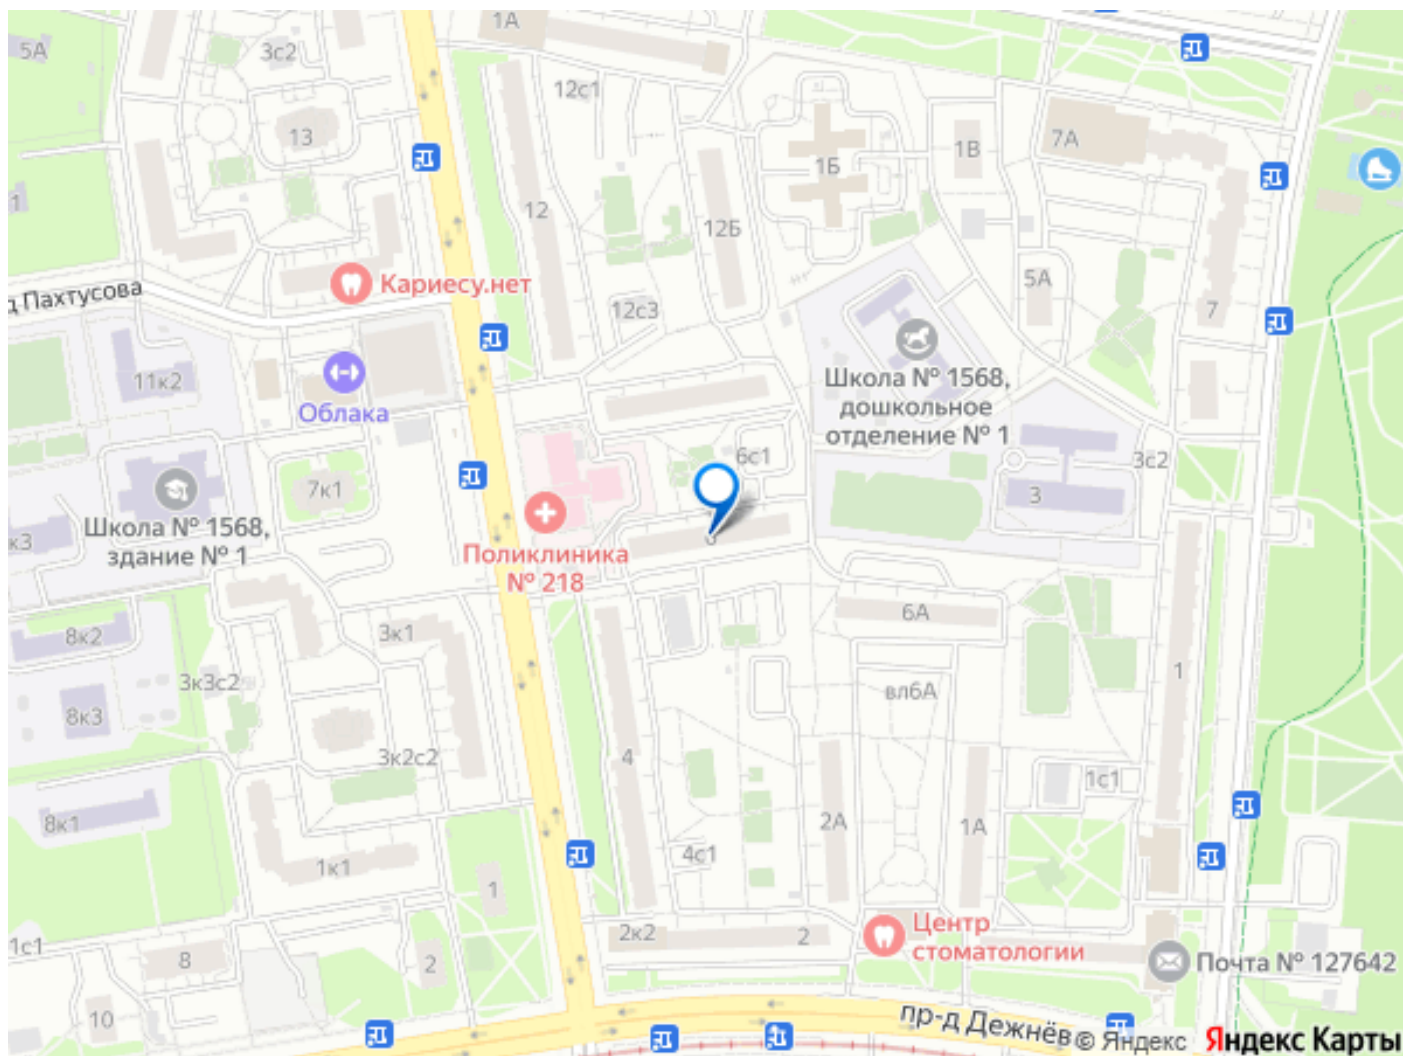 1А
5А
3с2
12с1
13
1Б
1В
7А
1
12
12Б
Кариесу.нет
5А
д Пахтусова
12с3
7
11к2
Облака
Школа № 1568,
дошкольное
отделение № 1
6с1
3с2
7к1
3
Школа № 1568,
здание № 1
к3
Поликлиника
№ 218
8к2
3к1
6А
3к3с2
1
вл6А
8к3
3к2с2
4
1с1
8к1
2А
1А
4с1
1к1
1
2к2
2
Центр
стоматологии
1с1
8
2
Почта № 127642
10
пр-д Дежнёв
© Яндекс
Яндекс Карты